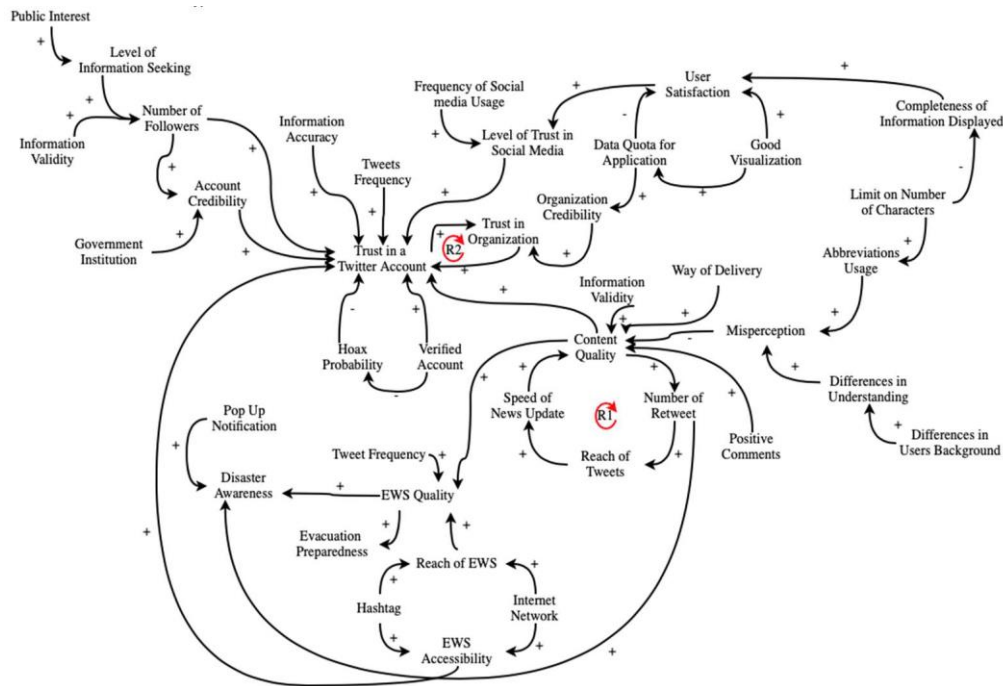 Public Interest
+
Level of
Information Seeking
+
+
Information
Validity
Number of
Followers
+
+
Account
Credibility
Government
Institution
+
+
Information
Accuracy
+
Tweets
Frequency
+
Frequency of Social
media Usage
+
Level of Trust in
Social Media
+
+
User
Satisfaction
+
Completeness of
Information Displayed
-
Data Quota for
Application
+
Good
Visualization
+
+
-
Limit on Number
of Characters
+
Organization
Credibility
+
+
Trust in
Organization
+
R2
+
Trust in a
Twitter Account
Abbreviations
Usage
+
Way of Delivery
+
Information
Validity
+
+
Content
Quality
-
Misperception
-
Hoax
Probability
+
Verified
Account
-
+
Speed of
News Update
+
+
Number of
Retweet
R1
+
Reach of
Tweets
+
+
Positive
Comments
+
Differences in
Understanding
+
Differences in
Users Background
Pop Up
Notification
+
Disaster
Awareness
Tweet Frequency
+
+
EWS Quality
+
+
Evacuation
Preparedness
+
Reach of EWS
+
+
Hashtag
Internet
Network
+
+
EWS
Accessibility
+
+